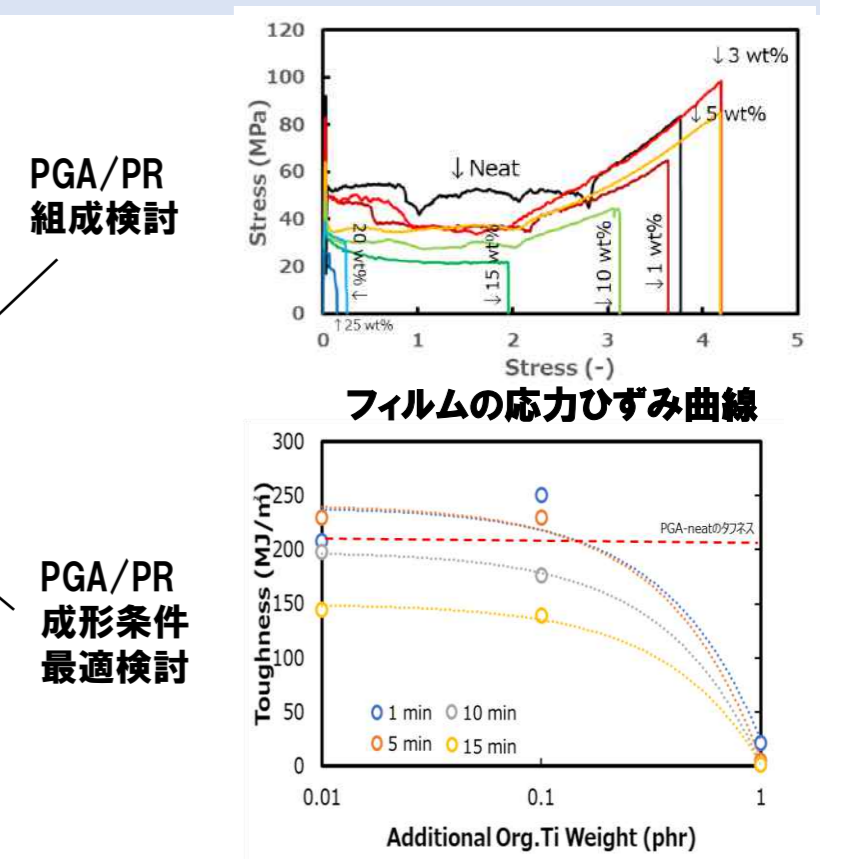 120
100
80
60
40
20
0
Stress (MPa)
↓3 wt%
↓5 wt%
↓Neat
20 wt%↓
↓15 wt%
↓10 wt%
↓1 wt%
↑25 wt%
0 1 2 3 4 5
Stress (-)
PGA/PR
組成検討
フィルムの応力ひずみ曲線
300
250
200
150
100
50
0
Toughness (MJ/㎥)
PGA-neatのタフネス
1 min 10 min
5 min 15 min
0.01 0.1 1
Additional Org.Ti Weight (phr)
PGA/PR
成形条件
最適検討